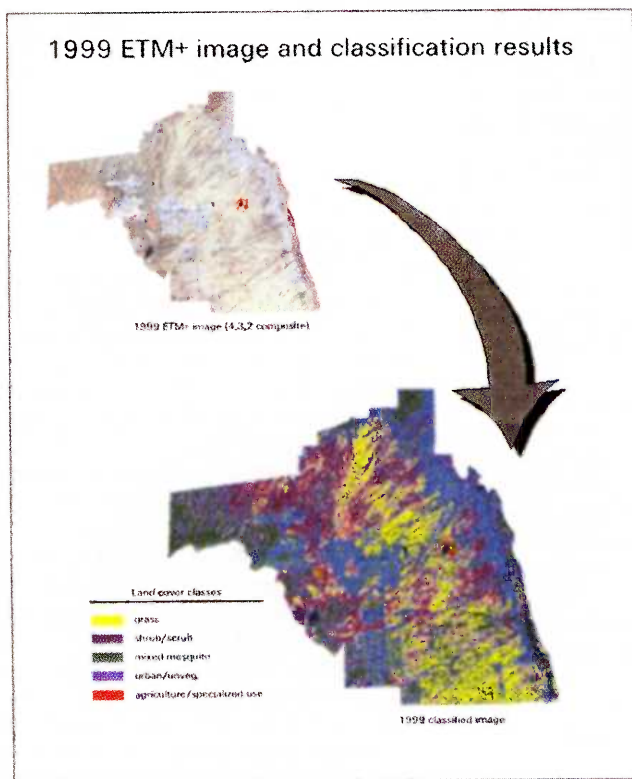 1999 ETM+ image and classification results
1999 ETM+ image (4,3,2 composite)
Land cover classes
grass
shrub/scrub
mixed mesquite
urban/unveg.
agriculture/specialized use
1999 classified image